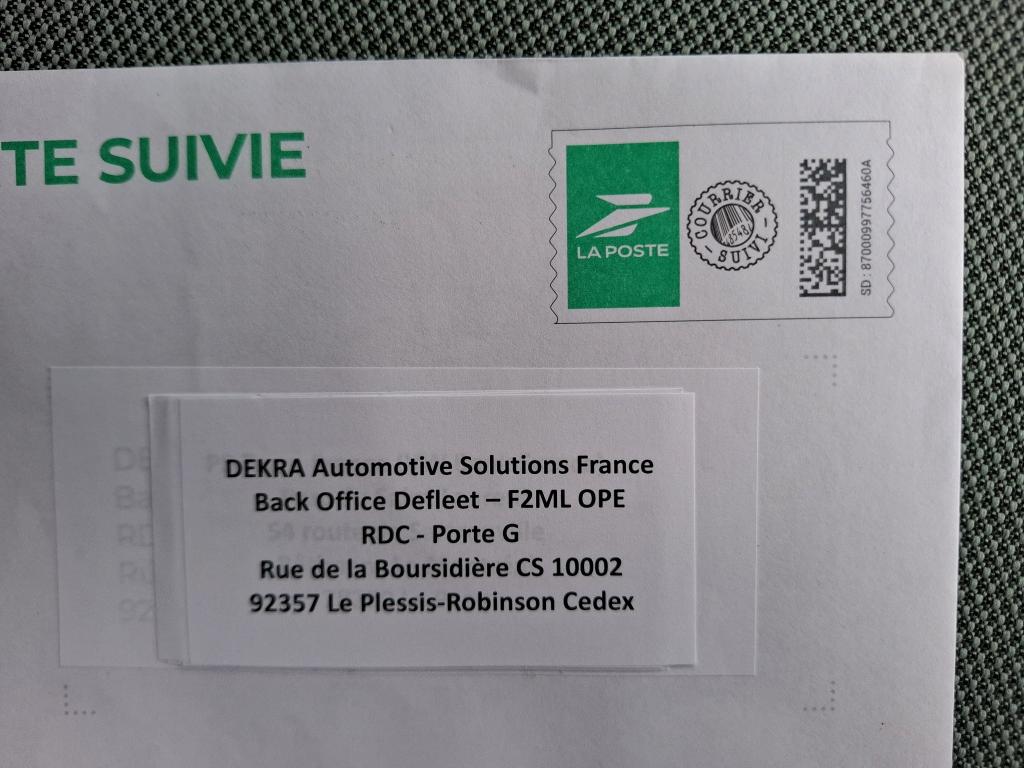 TE SUIVIE
LA POSTE
COURRIER
SUIVI
SD : 87000997756460A
DEKRA Automotive Solutions France
Back Office Defleet – F2ML OPE
RDC - Porte G
Rue de la Boursidière CS 10002
92357 Le Plessis-Robinson Cedex